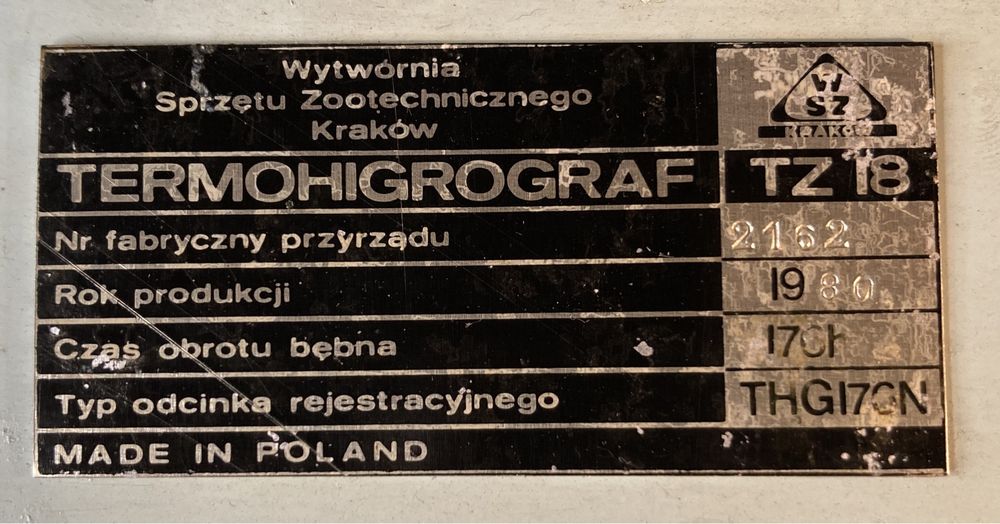 Wytwórnia
Sprzętu Zootechnicznego
Kraków
W
SZ
KRAKÓW
TERMOHIGROGRAF TZ 18
Nr fabryczny przyrządu 2162
Rok produkcji 1980
Czas obrotu bębna
Typ odcinka rejestracyjnego
MADE IN POLAND